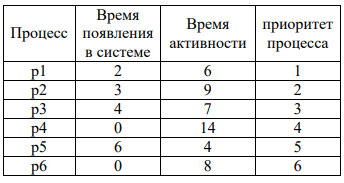 Процесс | Время появления в системе | Время активности | приоритет процесса
p1 | 2 | 6 | 1
p2 | 3 | 9 | 2
p3 | 4 | 7 | 3
p4 | 0 | 14 | 4
p5 | 6 | 4 | 5
p6 | 0 | 8 | 6